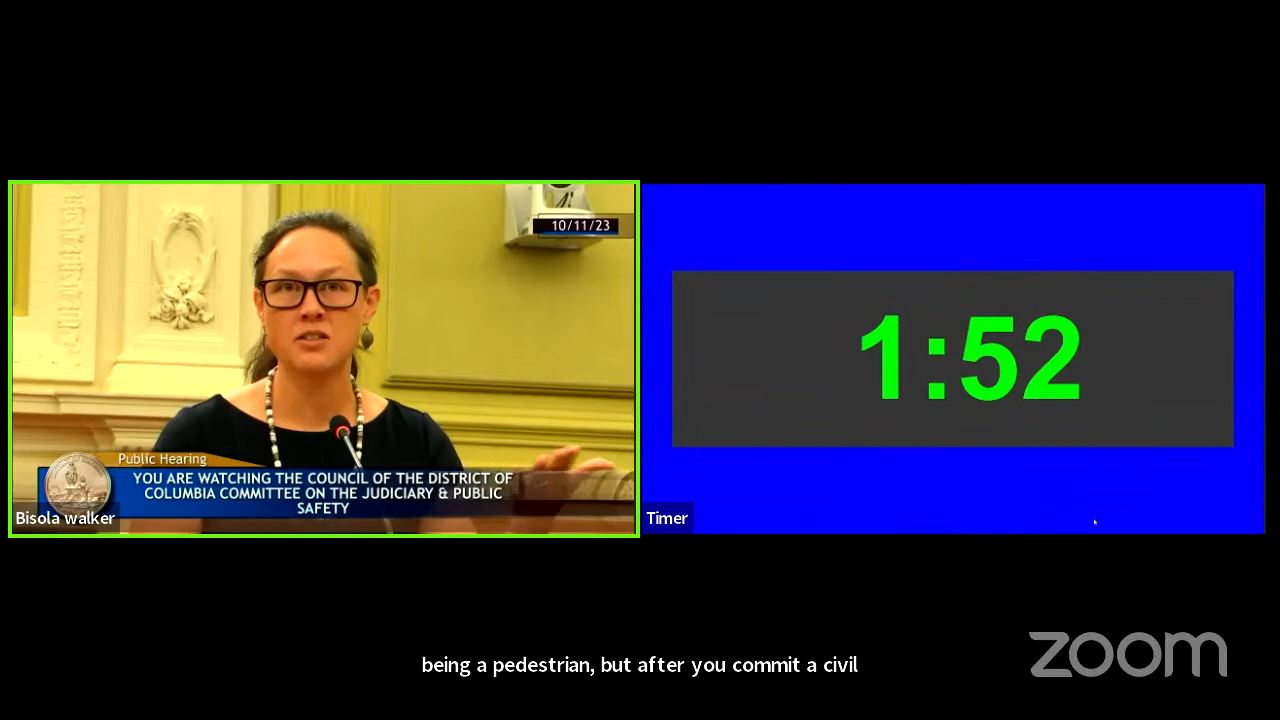 10/11/23
Public Hearing
YOU ARE WATCHING THE COUNCIL OF THE DISTRICT OF
COLUMBIA COMMITTEE ON THE JUDICIARY & PUBLIC
SAFETY
Bisola walker
1:52
Timer
being a pedestrian, but after you commit a civil
zoom